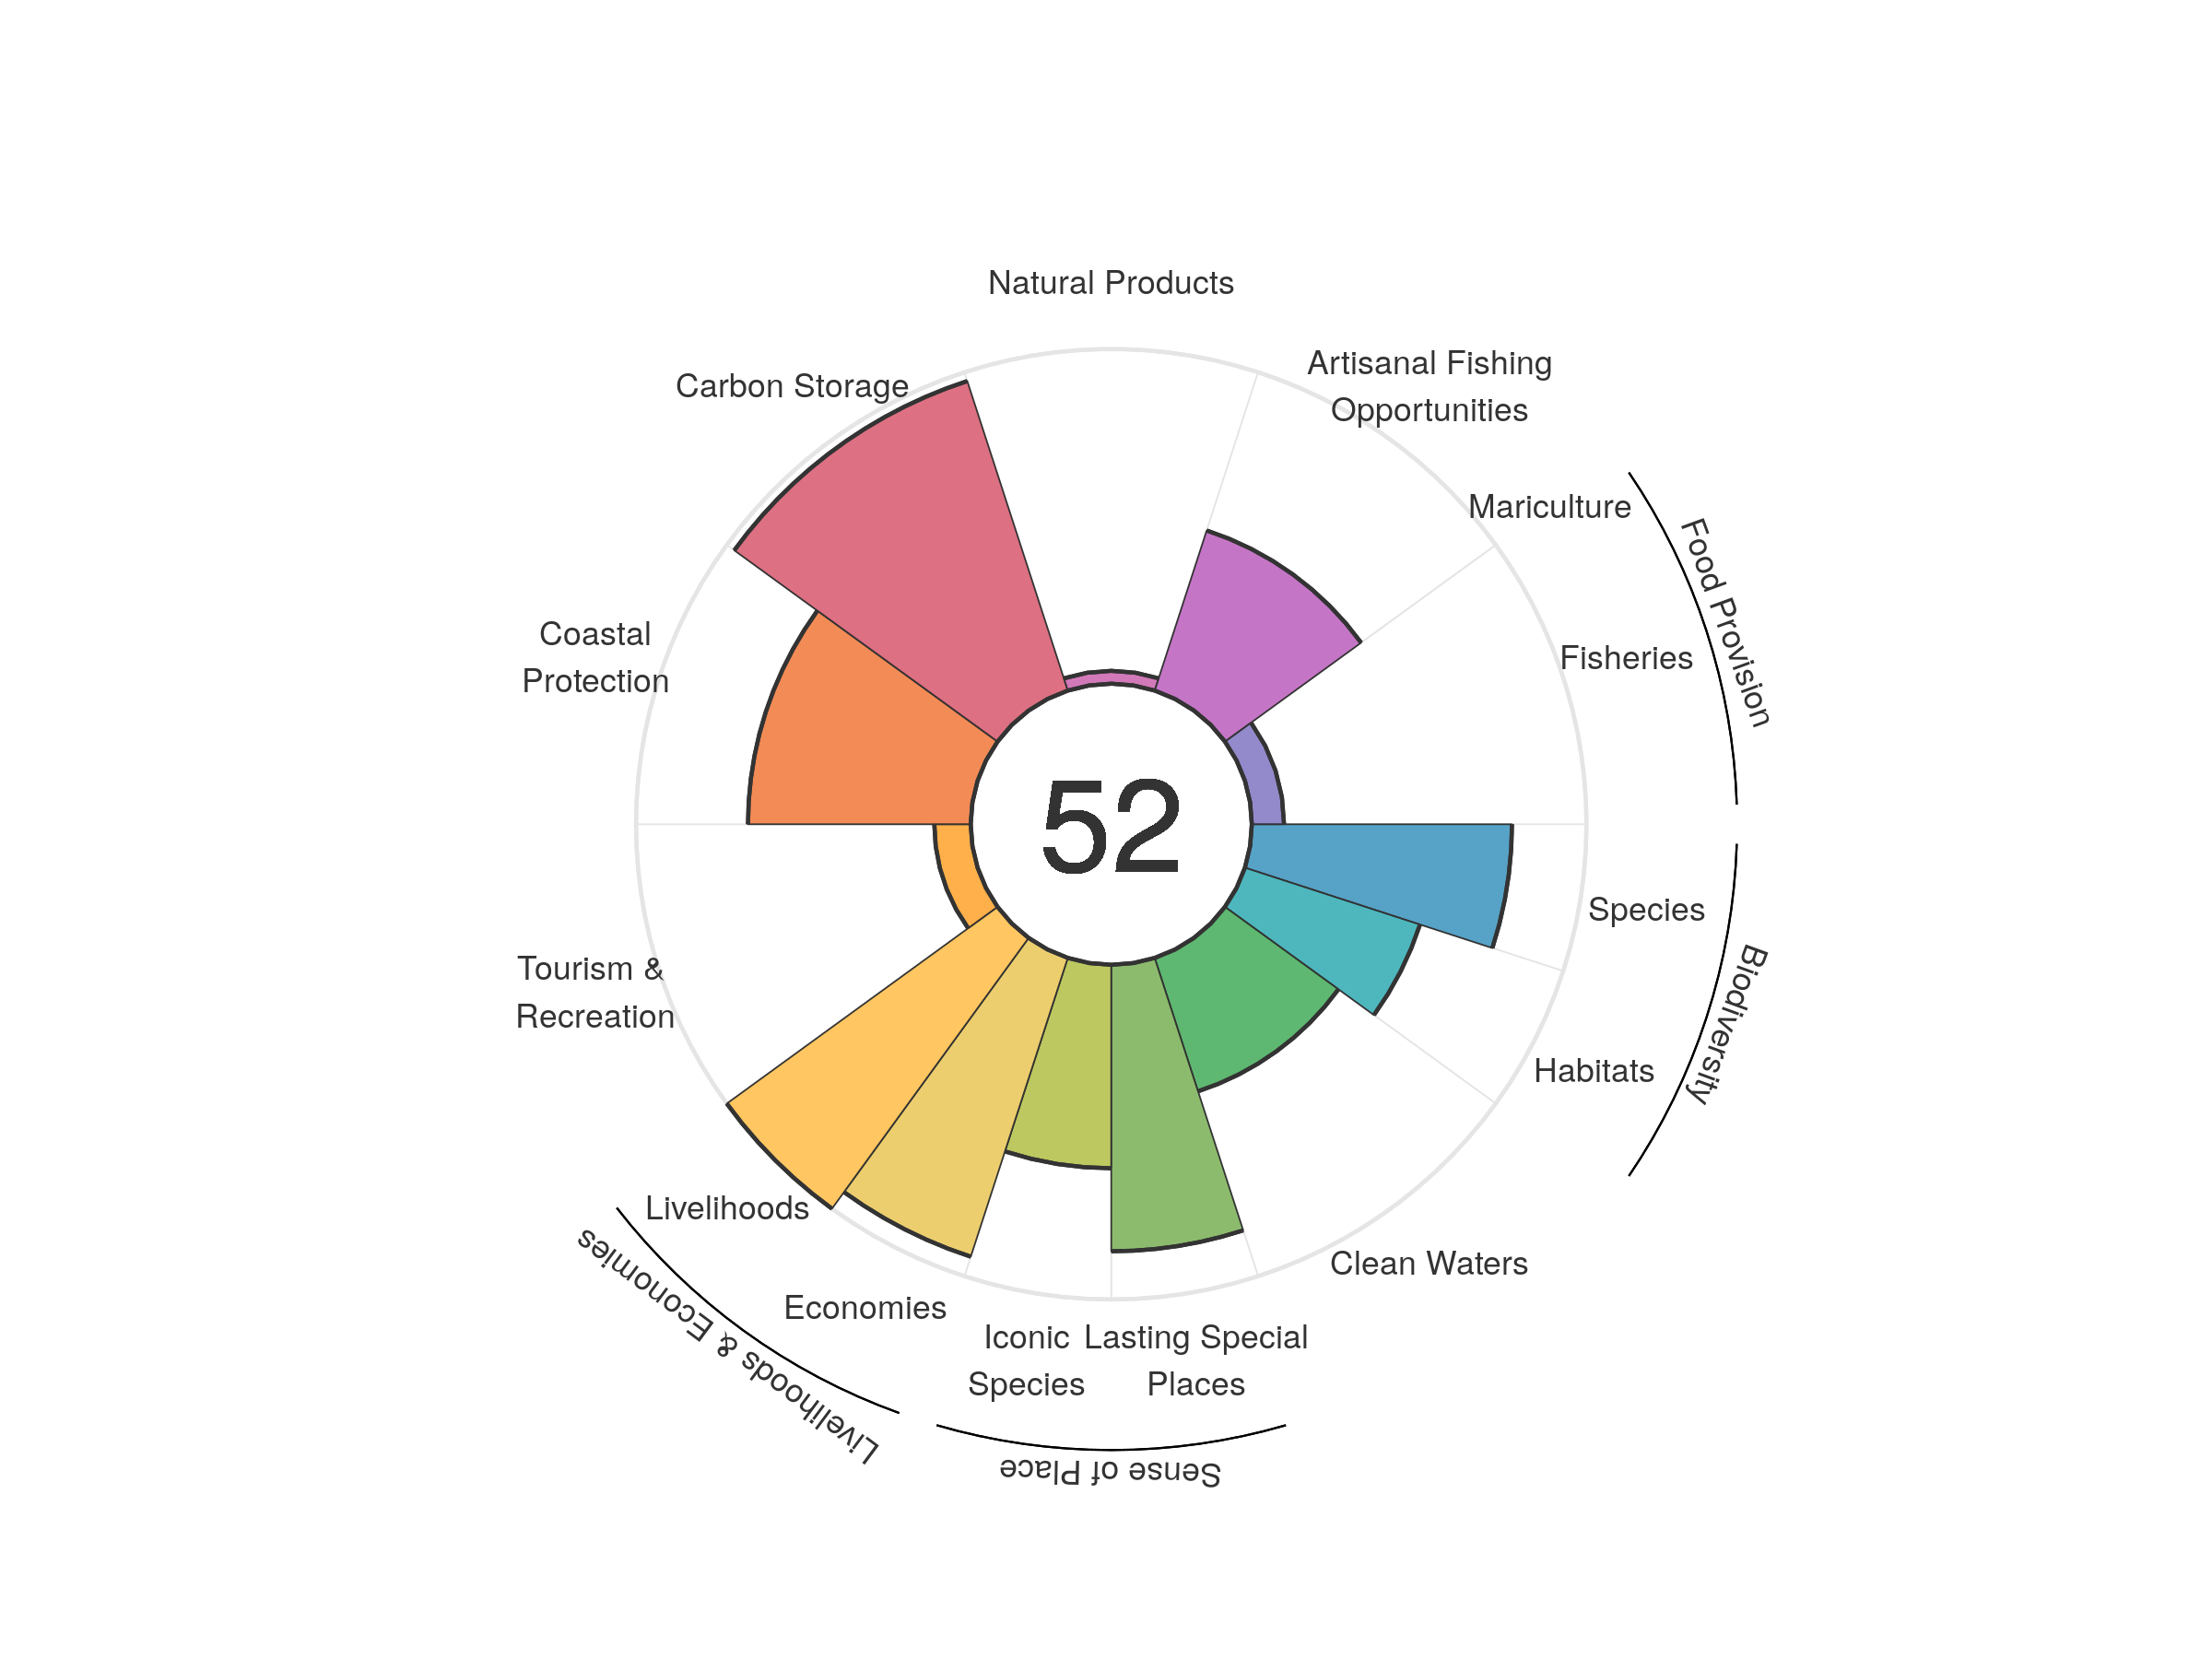 Natural Products
Artisanal Fishing
Opportunities
Carbon Storage
Mariculture
Food Provision
Fisheries
Coastal
Protection
52
Species
Biodiversity
Tourism &
Recreation
Habitats
Livelihoods
Clean Waters
Economies
Livelihoods & Economies
Iconic
Species
Lasting Special
Places
Sense of Place